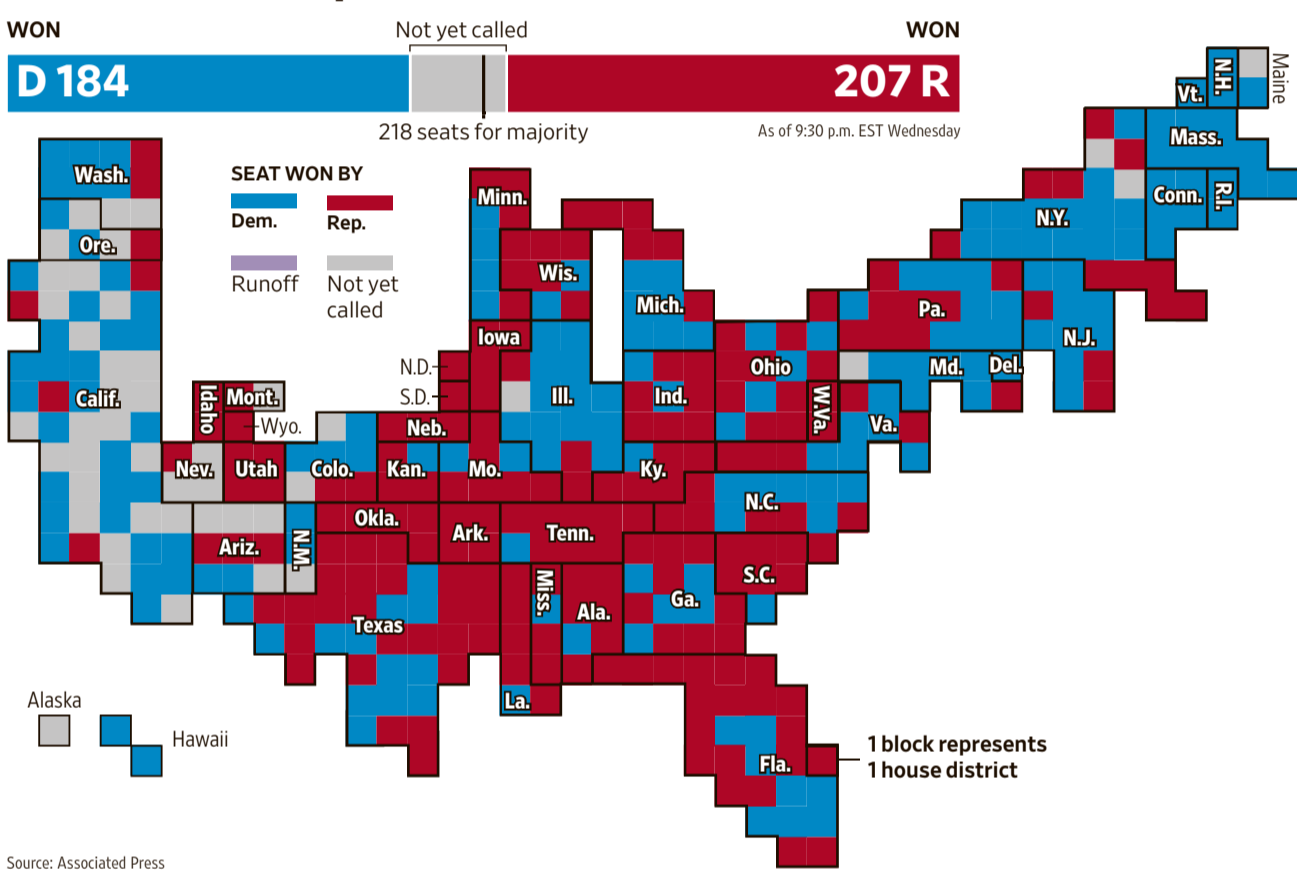 WON
Not yet called
WON
D 184
207 R
218 seats for majority
As of 9:30 p.m. EST Wednesday
SEAT WON BY
Dem.
Rep.
Runoff
Not yet
called
Maine
N.H.
Vt.
Mass.
Wash.
Minn.
Conn.
R.I.
N.Y.
Ore.
Wis.
Mich.
Pa.
Iowa
N.J.
N.D.
Ohio
Md.
Del.
S.D.
Calif.
Idaho
Mont.
Ill.
Ind.
W.Va.
Wyo.
Neb.
Va.
Nev.
Utah
Colo.
Kan.
Mo.
Ky.
N.C.
Okla.
Ark.
Tenn.
Ariz.
N.M.
Miss.
S.C.
Ala.
Ga.
Texas
La.
Alaska
Hawaii
Fla.
1 block represents
1 house district
Source: Associated Press